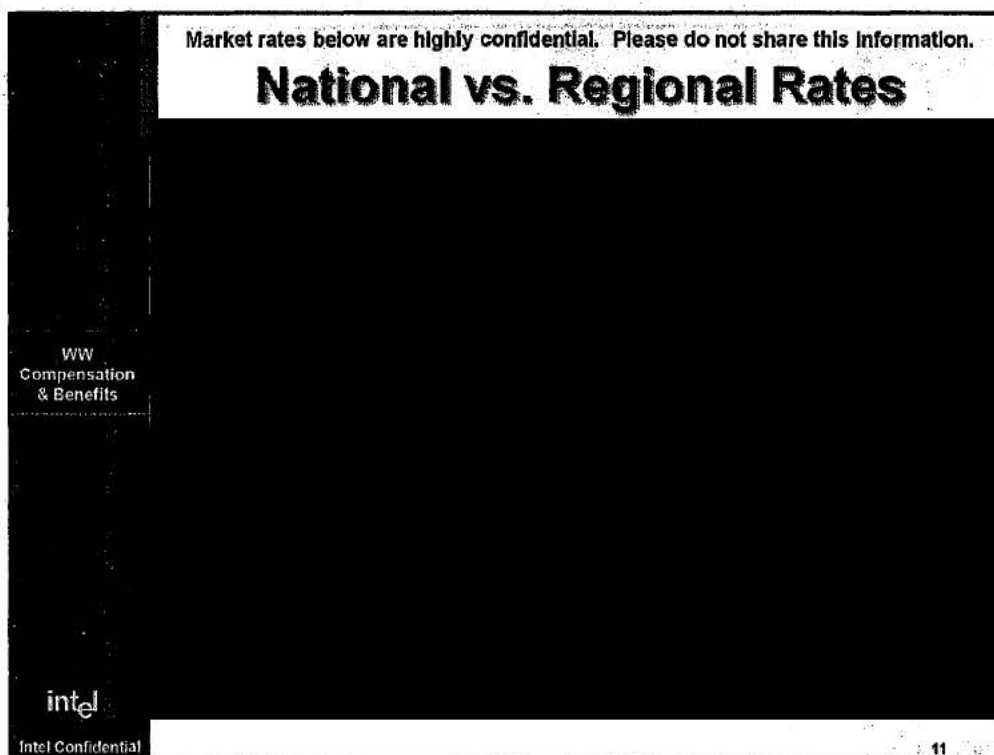 Market rates below are highly confidential. Please do not share this information.
National vs. Regional Rates
WW
Compensation
& Benefits
intel
Intel Confidential
11